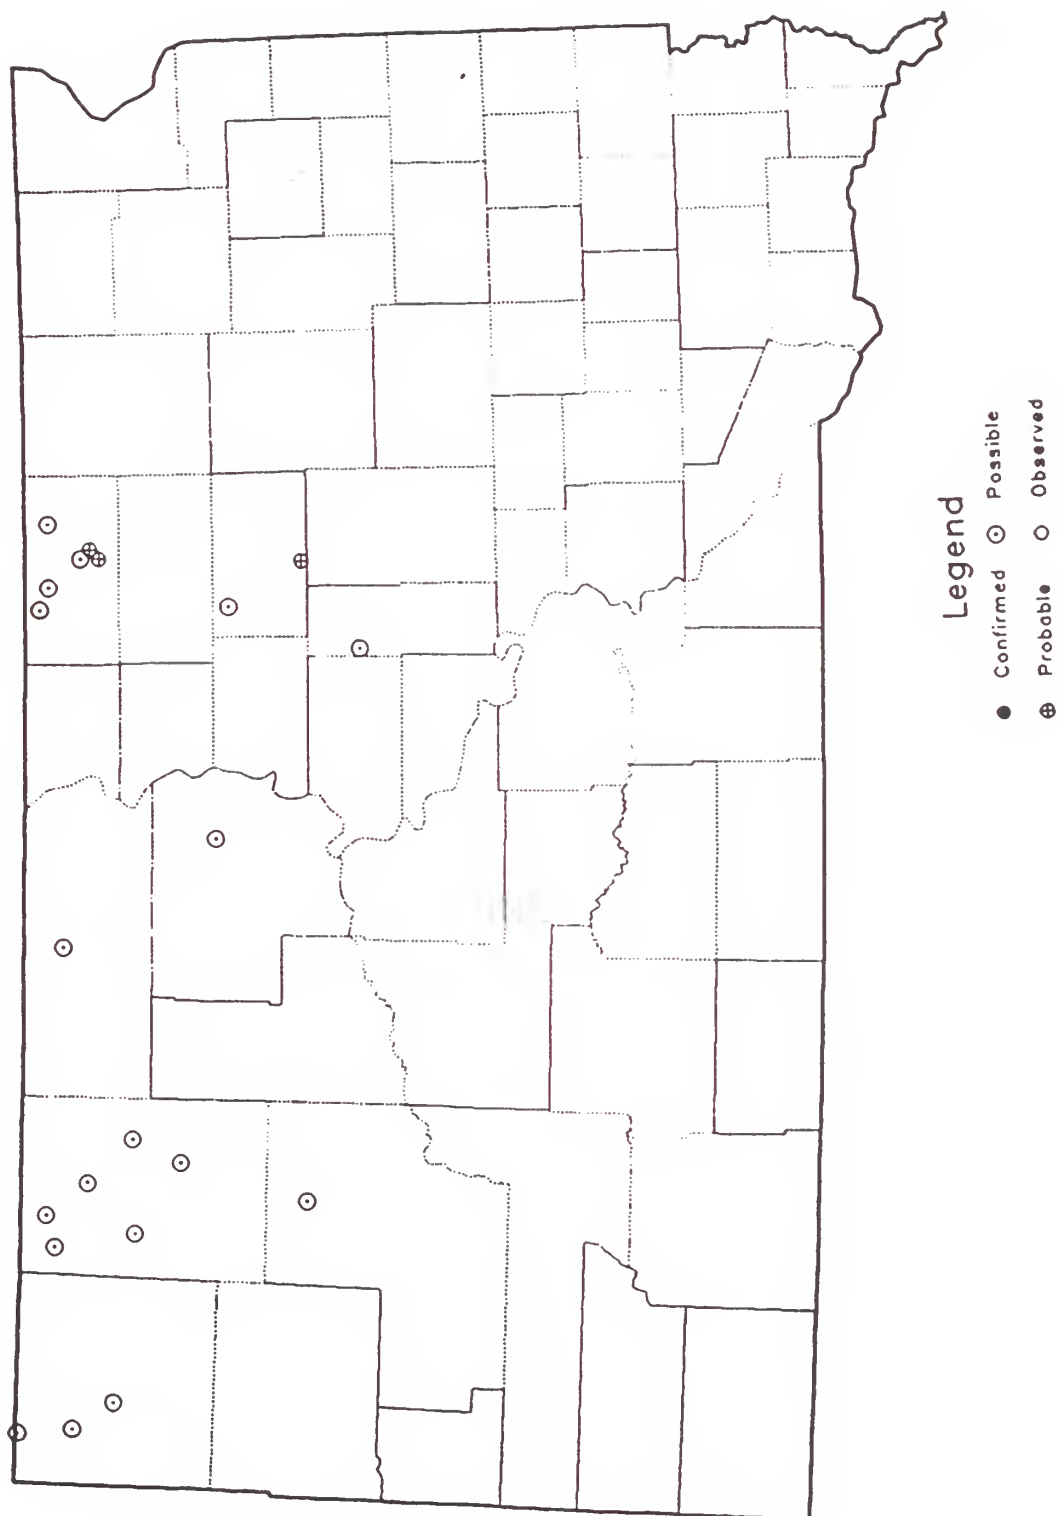 Legend
● Confirmed ⊙ Possible
⊕ Probable ○ Observed